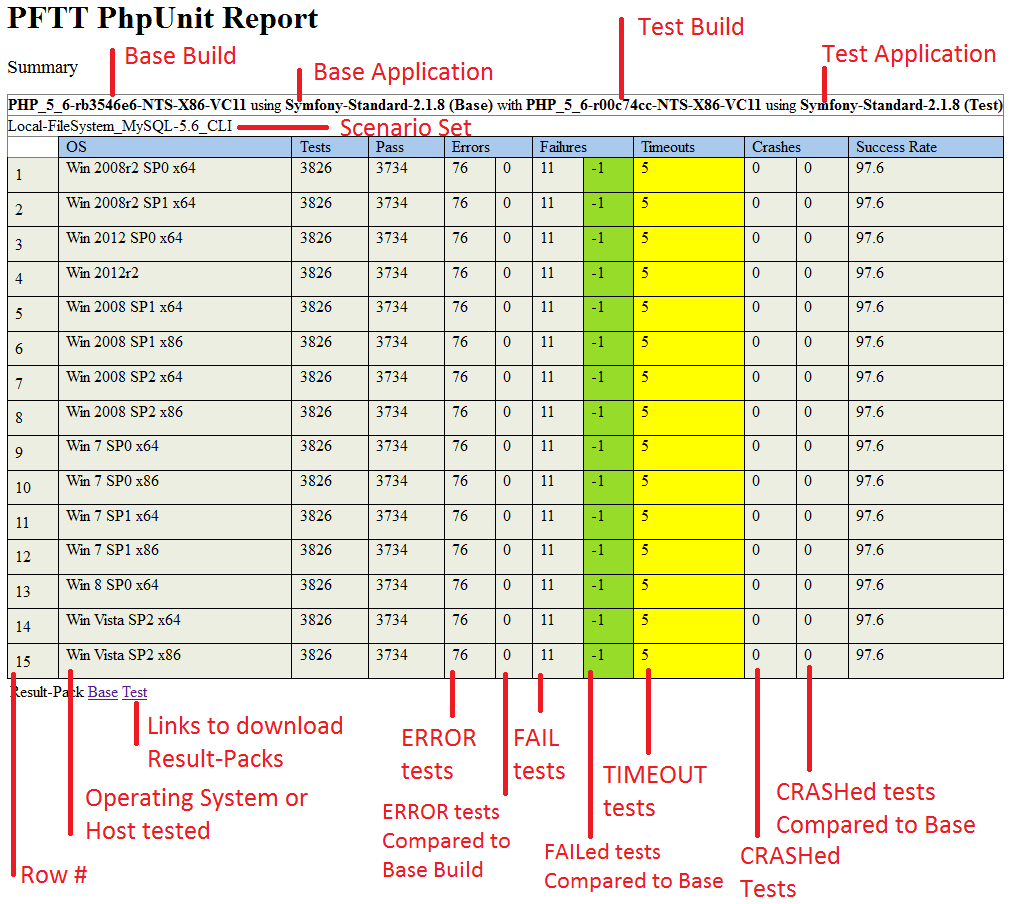 PFTT PhpUnit Report
Test Build
Base Build
Test Application
Summary
Base Application
PHP_5_6-rb3546e6-NTS-X86-VC11 using Symfony-Standard-2.1.8 (Base) with PHP_5_6-r00c74cc-NTS-X86-VC11 using Symfony-Standard-2.1.8 (Test)
Local-FileSystem_MySQL-5.6_CLI Scenario Set
OS Tests Pass Errors Failures Timeouts Crashes Success Rate
1 Win 2008r2 SP0 x64 3826 3734 76 0 11 -1 5 0 0 97.6
2 Win 2008r2 SP1 x64 3826 3734 76 0 11 -1 5 0 0 97.6
3 Win 2012 SP0 x64 3826 3734 76 0 11 -1 5 0 0 97.6
4 Win 2012r2 3826 3734 76 0 11 -1 5 0 0 97.6
5 Win 2008 SP1 x64 3826 3734 76 0 11 -1 5 0 0 97.6
6 Win 2008 SP1 x86 3826 3734 76 0 11 -1 5 0 0 97.6
7 Win 2008 SP2 x64 3826 3734 76 0 11 -1 5 0 0 97.6
8 Win 2008 SP2 x86 3826 3734 76 0 11 -1 5 0 0 97.6
9 Win 7 SP0 x64 3826 3734 76 0 11 -1 5 0 0 97.6
10 Win 7 SP0 x86 3826 3734 76 0 11 -1 5 0 0 97.6
11 Win 7 SP1 x64 3826 3734 76 0 11 -1 5 0 0 97.6
12 Win 7 SP1 x86 3826 3734 76 0 11 -1 5 0 0 97.6
13 Win 8 SP0 x64 3826 3734 76 0 11 -1 5 0 0 97.6
14 Win Vista SP2 x64 3826 3734 76 0 11 -1 5 0 0 97.6
15 Win Vista SP2 x86 3826 3734 76 0 11 -1 5 0 0 97.6
Result-Pack Base Test
Links to download
Result-Packs
Operating System or
Host tested
Row #
ERROR
tests
ERROR tests
Compared to
Base Build
FAIL
tests
FAILed tests
Compared to Base
TIMEOUT
tests
CRASHed tests
Compared to Base
CRASHed
Tests